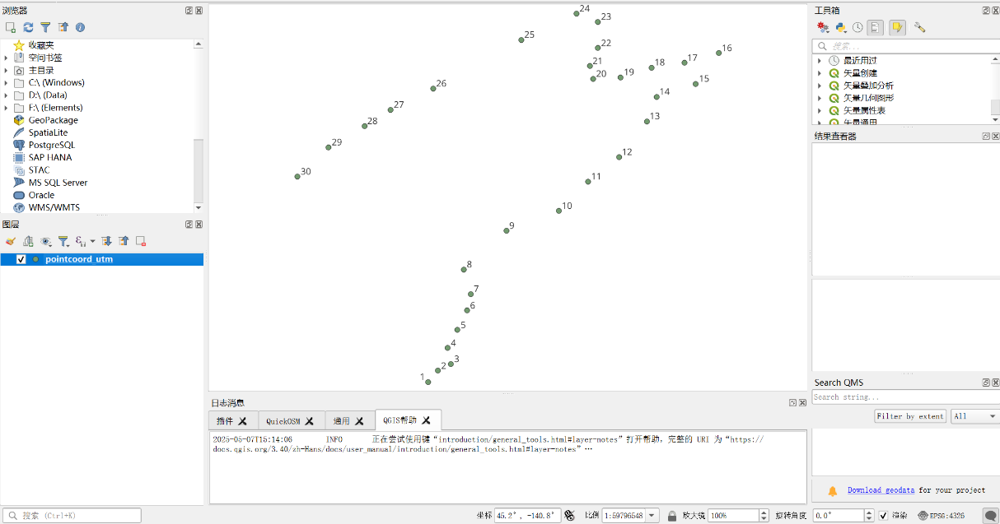 浏览器
收藏夹
空间书签
主目录
C:\ (Windows)
D:\ (Data)
F:\ (Elements)
GeoPackage
SpatiaLite
PostgreSQL
SAP HANA
STAC
MS SQL Server
Oracle
WMS/WMTS
图层
pointcoord_utm
搜索 (Ctrl+K)
24
23
25
22
16
21
17
18
19
20
15
26
14
27
13
28
29
12
30
11
10
9
8
7
6
5
4
3
2
1
日志消息
插件
QuickOSM
通用
QGIS帮助
2025-05-07T15:14:06 INFO 正在尝试使用键“introduction/general_tools.html#layer-notes”打开帮助，完整的 URI 为“https://
docs.qgis.org/3.40/zh-Hans/docs/user_manual/introduction/general_tools.html#layer-notes”…
工具箱
搜索...
最近用过
矢量创建
矢量叠加分析
矢量几何图形
矢量属性表
矢量通用
结果查看器
Search QMS
Search string...
Filter by extent
All
Download geodata for your project
坐标 45.2°, -140.8° 比例 1:59796548 放大镜 100% 旋转角度 0.0° 渲染 EPSG:4326